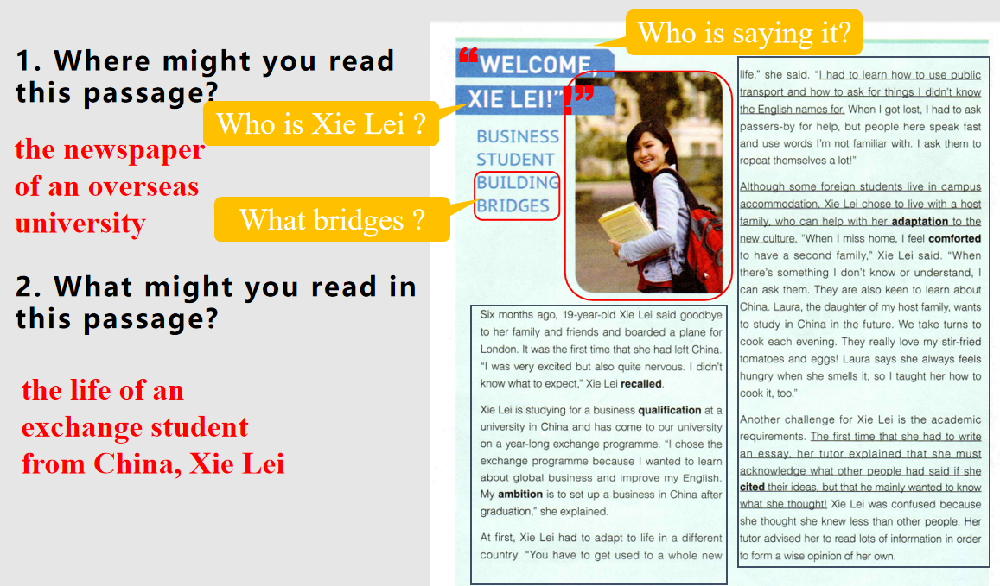 1. Where might you read
this passage?
the newspaper
of an overseas
university
2. What might you read in
this passage?
the life of an
exchange student
from China, Xie Lei
Who is saying it?
Who is Xie Lei ?
What bridges ?
“WELCOME,
XIE LEI!”!”
BUSINESS
STUDENT
BUILDING
BRIDGES
Six months ago, 19-year-old Xie Lei said goodbye
to her family and friends and boarded a plane for
London. It was the first time that she had left China.
“I was very excited but also quite nervous. I didn’t
know what to expect,” Xie Lei recalled.
Xie Lei is studying for a business qualification at a
university in China and has come to our university
on a year-long exchange programme. “I chose the
exchange programme because I wanted to learn
about global business and improve my English.
My ambition is to set up a business in China after
graduation,” she explained.
At first, Xie Lei had to adapt to life in a different
country. “You have to get used to a whole new
life,” she said. “I had to learn how to use public
transport and how to ask for things I didn’t know
the English names for. When I got lost, I had to ask
passers-by for help, but people here speak fast
and use words I’m not familiar with. I ask them to
repeat themselves a lot!”
Although some foreign students live in campus
accommodation, Xie Lei chose to live with a host
family, who can help with her adaptation to the
new culture. “When I miss home, I feel comforted
to have a second family,” Xie Lei said. “When
there’s something I don’t know or understand, I
can ask them. They are also keen to learn about
China. Laura, the daughter of my host family, wants
to study in China in the future. We take turns to
cook each evening. They really love my stir-fried
tomatoes and eggs! Laura says she always feels
hungry when she smells it, so I taught her how to
cook it, too.”
Another challenge for Xie Lei is the academic
requirements. The first time that she had to write
an essay, her tutor explained that she must
acknowledge what other people had said if she
cited their ideas, but that he mainly wanted to know
what she thought! Xie Lei was confused because
she thought she knew less than other people. Her
tutor advised her to read lots of information in order
to form a wise opinion of her own.